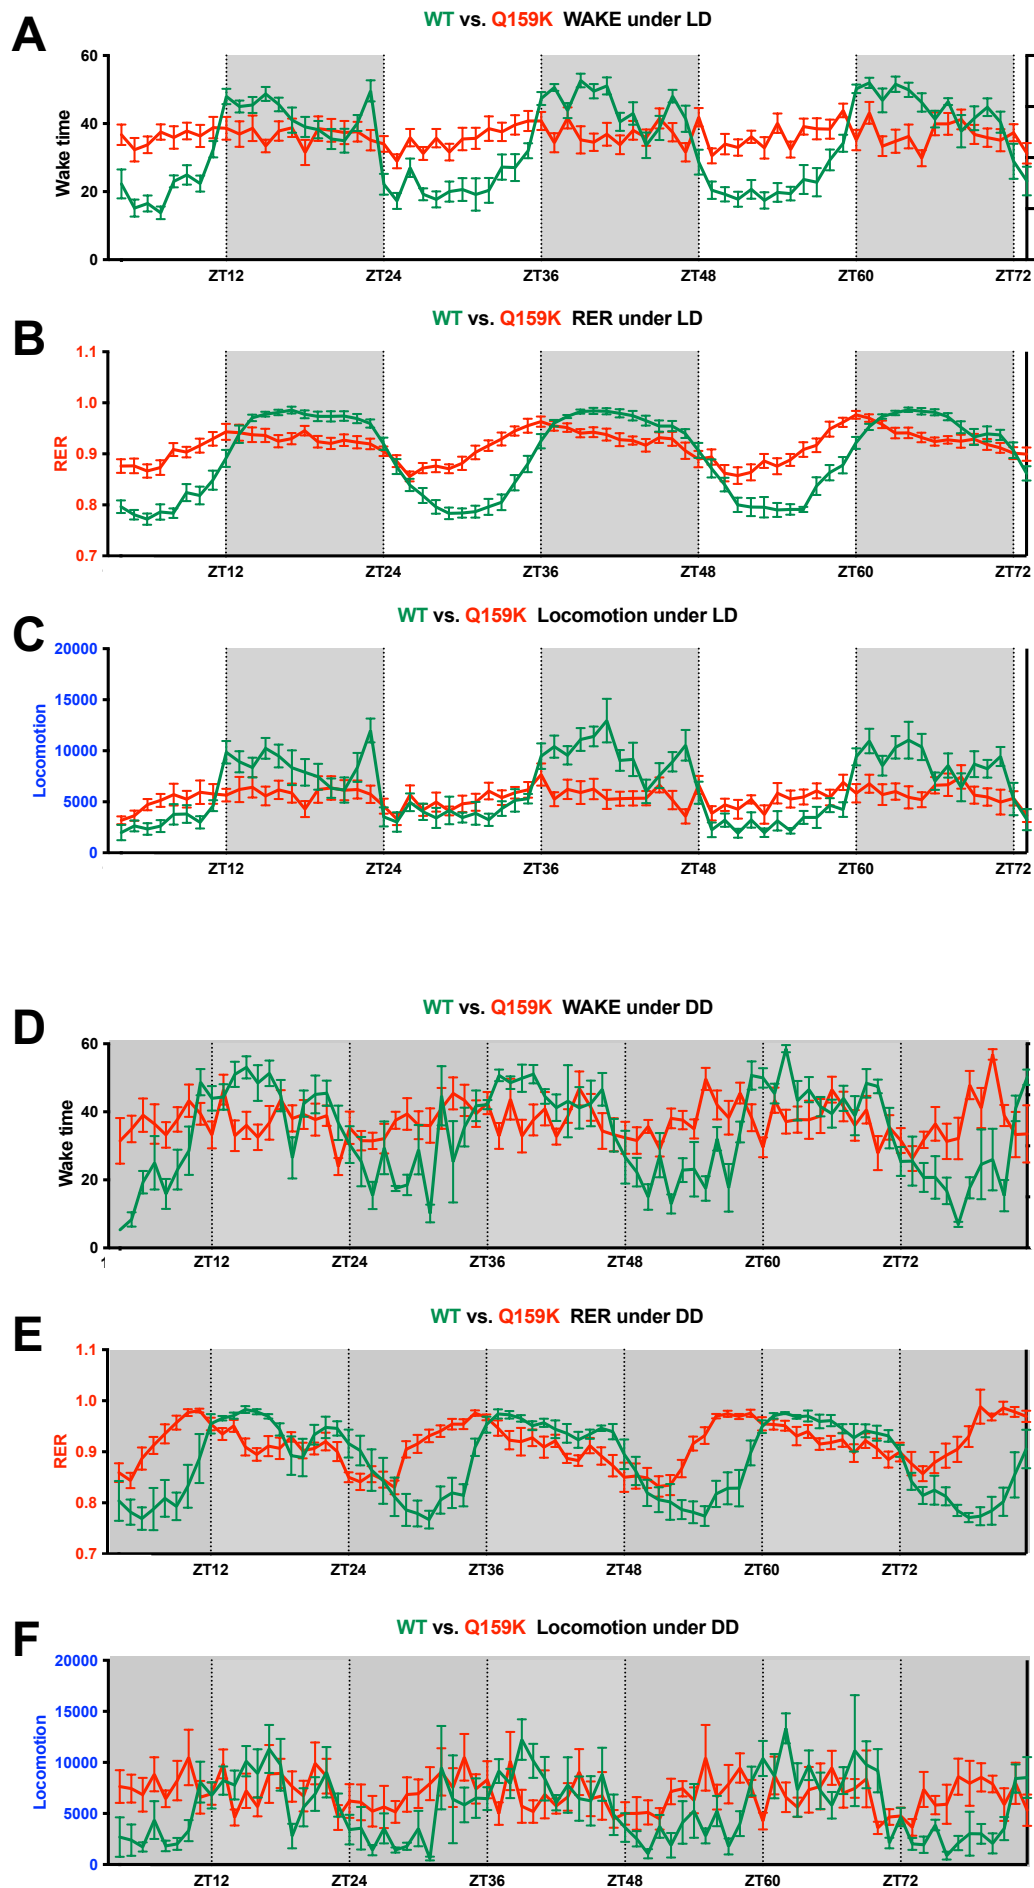 A
WT vs. Q159K WAKE under LD
60
40
20
0
Wake time
ZT12 ZT24 ZT36 ZT48 ZT60 ZT72
B
WT vs. Q159K RER under LD
1.1
1.0
0.9
0.8
0.7
RER
ZT12 ZT24 ZT36 ZT48 ZT60 ZT72
C
WT vs. Q159K Locomotion under LD
20000
15000
10000
5000
0
Locomotion
ZT12 ZT24 ZT36 ZT48 ZT60 ZT72
D
WT vs. Q159K WAKE under DD
60
40
20
0
Wake time
1 ZT12 ZT24 ZT36 ZT48 ZT60 ZT72
E
WT vs. Q159K RER under DD
1.1
1.0
0.9
0.8
0.7
RER
ZT12 ZT24 ZT36 ZT48 ZT60 ZT72
F
WT vs. Q159K Locomotion under DD
20000
15000
10000
5000
0
Locomotion
ZT12 ZT24 ZT36 ZT48 ZT60 ZT72